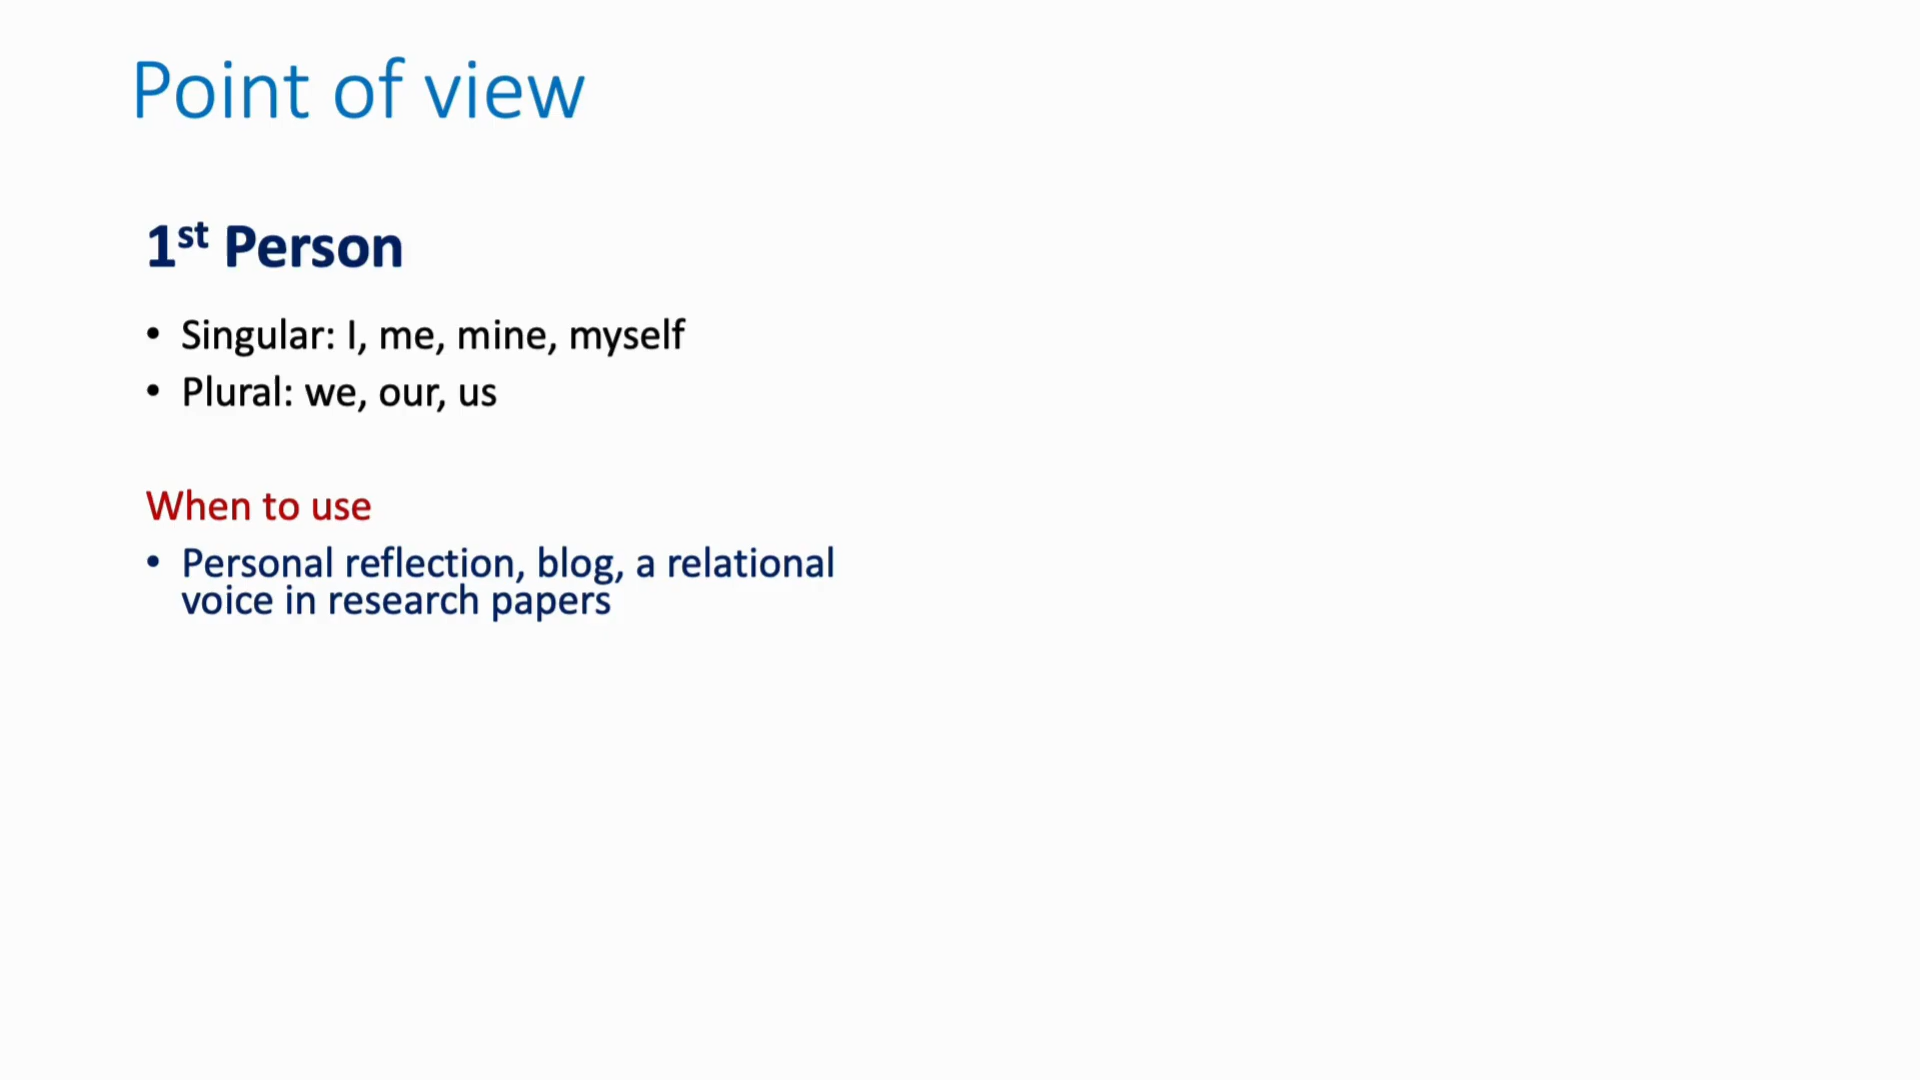 Point of view
1st Person
• Singular: I, me, mine, myself
• Plural: we, our, us
When to use
• Personal reflection, blog, a relational
voice in research papers